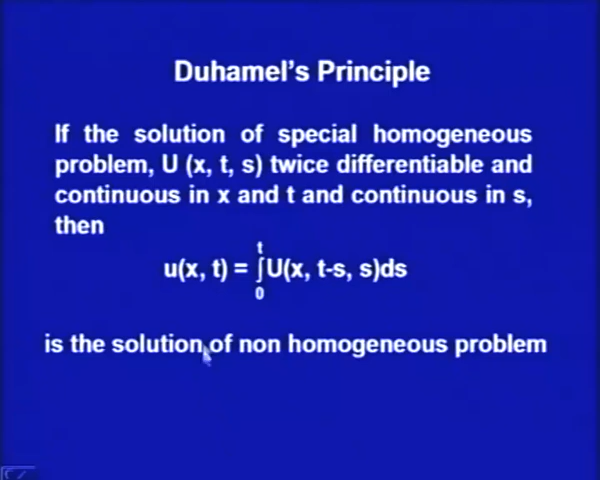 Duhamel's Principle
If the solution of special homogeneous
problem, U (x, t, s) twice differentiable and
continuous in x and t and continuous in s,
then
u(x, t) = ∫₀ᵗ U(x, t-s, s)ds
is the solution of non homogeneous problem